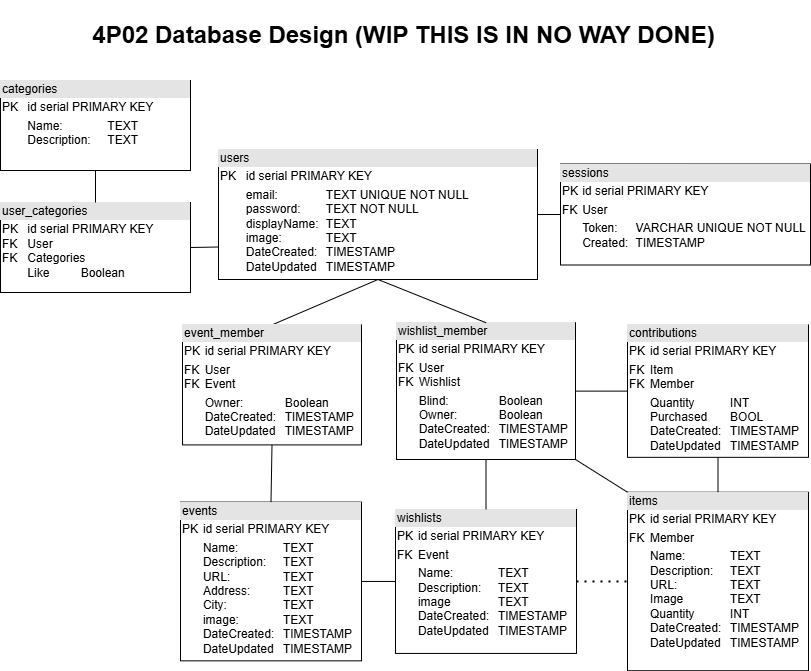 4P02 Database Design (WIP THIS IS IN NO WAY DONE)
categories
PK id serial PRIMARY KEY
Name: TEXT
Description: TEXT
user_categories
PK id serial PRIMARY KEY
FK User
FK Categories
Like Boolean
users
PK id serial PRIMARY KEY
email: TEXT UNIQUE NOT NULL
password: TEXT NOT NULL
displayName: TEXT
image: TEXT
DateCreated: TIMESTAMP
DateUpdated TIMESTAMP
sessions
PK id serial PRIMARY KEY
FK User
Token: VARCHAR UNIQUE NOT NULL
Created: TIMESTAMP
event_member
PK id serial PRIMARY KEY
FK User
FK Event
Owner: Boolean
DateCreated: TIMESTAMP
DateUpdated TIMESTAMP
wishlist_member
PK id serial PRIMARY KEY
FK User
FK Wishlist
Blind: Boolean
Owner: Boolean
DateCreated: TIMESTAMP
DateUpdated TIMESTAMP
contributions
PK id serial PRIMARY KEY
FK Item
FK Member
Quantity INT
Purchased BOOL
DateCreated: TIMESTAMP
DateUpdated TIMESTAMP
events
PK id serial PRIMARY KEY
Name: TEXT
Description: TEXT
URL: TEXT
Address: TEXT
City: TEXT
image: TEXT
DateCreated: TIMESTAMP
DateUpdated TIMESTAMP
wishlists
PK id serial PRIMARY KEY
FK Event
Name: TEXT
Description: TEXT
image TEXT
DateCreated: TIMESTAMP
DateUpdated TIMESTAMP
items
PK id serial PRIMARY KEY
FK Member
Name: TEXT
Description: TEXT
URL: TEXT
Image TEXT
Quantity INT
DateCreated: TIMESTAMP
DateUpdated TIMESTAMP